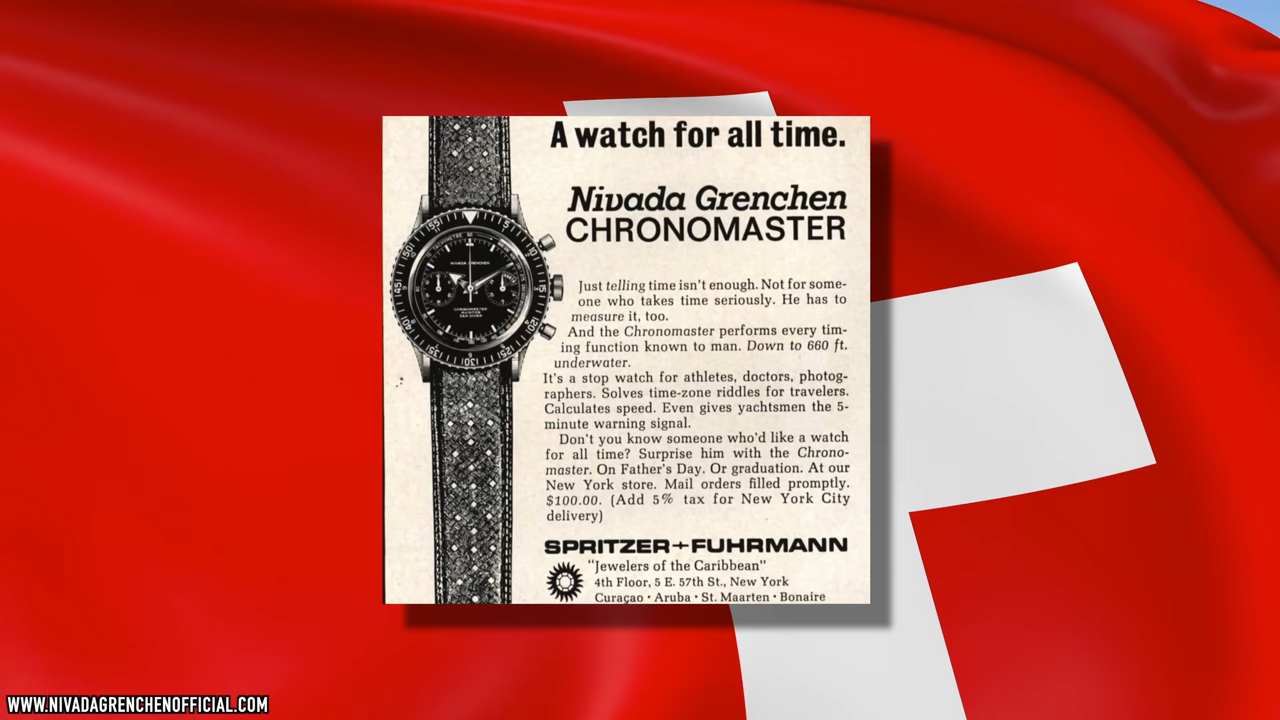 A watch for all time.
Nivada Grenchen
CHRONOMASTER
Just telling time isn't enough. Not for some-
one who takes time seriously. He has to
measure it, too.
And the Chronomaster performs every tim-
ing function known to man. Down to 660 ft.
underwater.
It's a stop watch for athletes, doctors, photog-
raphers. Solves time-zone riddles for travelers.
Calculates speed. Even gives yachtsmen the 5-
minute warning signal.
Don't you know someone who'd like a watch
for all time? Surprise him with the Chrono-
master. On Father's Day. Or graduation. At our
New York store. Mail orders filled promptly.
$100.00. (Add 5% tax for New York City
delivery)
SPRITZER+FUHRMANN
"Jewelers of the Caribbean"
4th Floor, 5 E. 57th St., New York
Curaçao · Aruba · St. Maarten · Bonaire
NIVADA GRENCHEN
CHRONOMASTER
AVIATOR
SEA DIVER
WWW.NIVADAGRENCHENOFFICIAL.COM